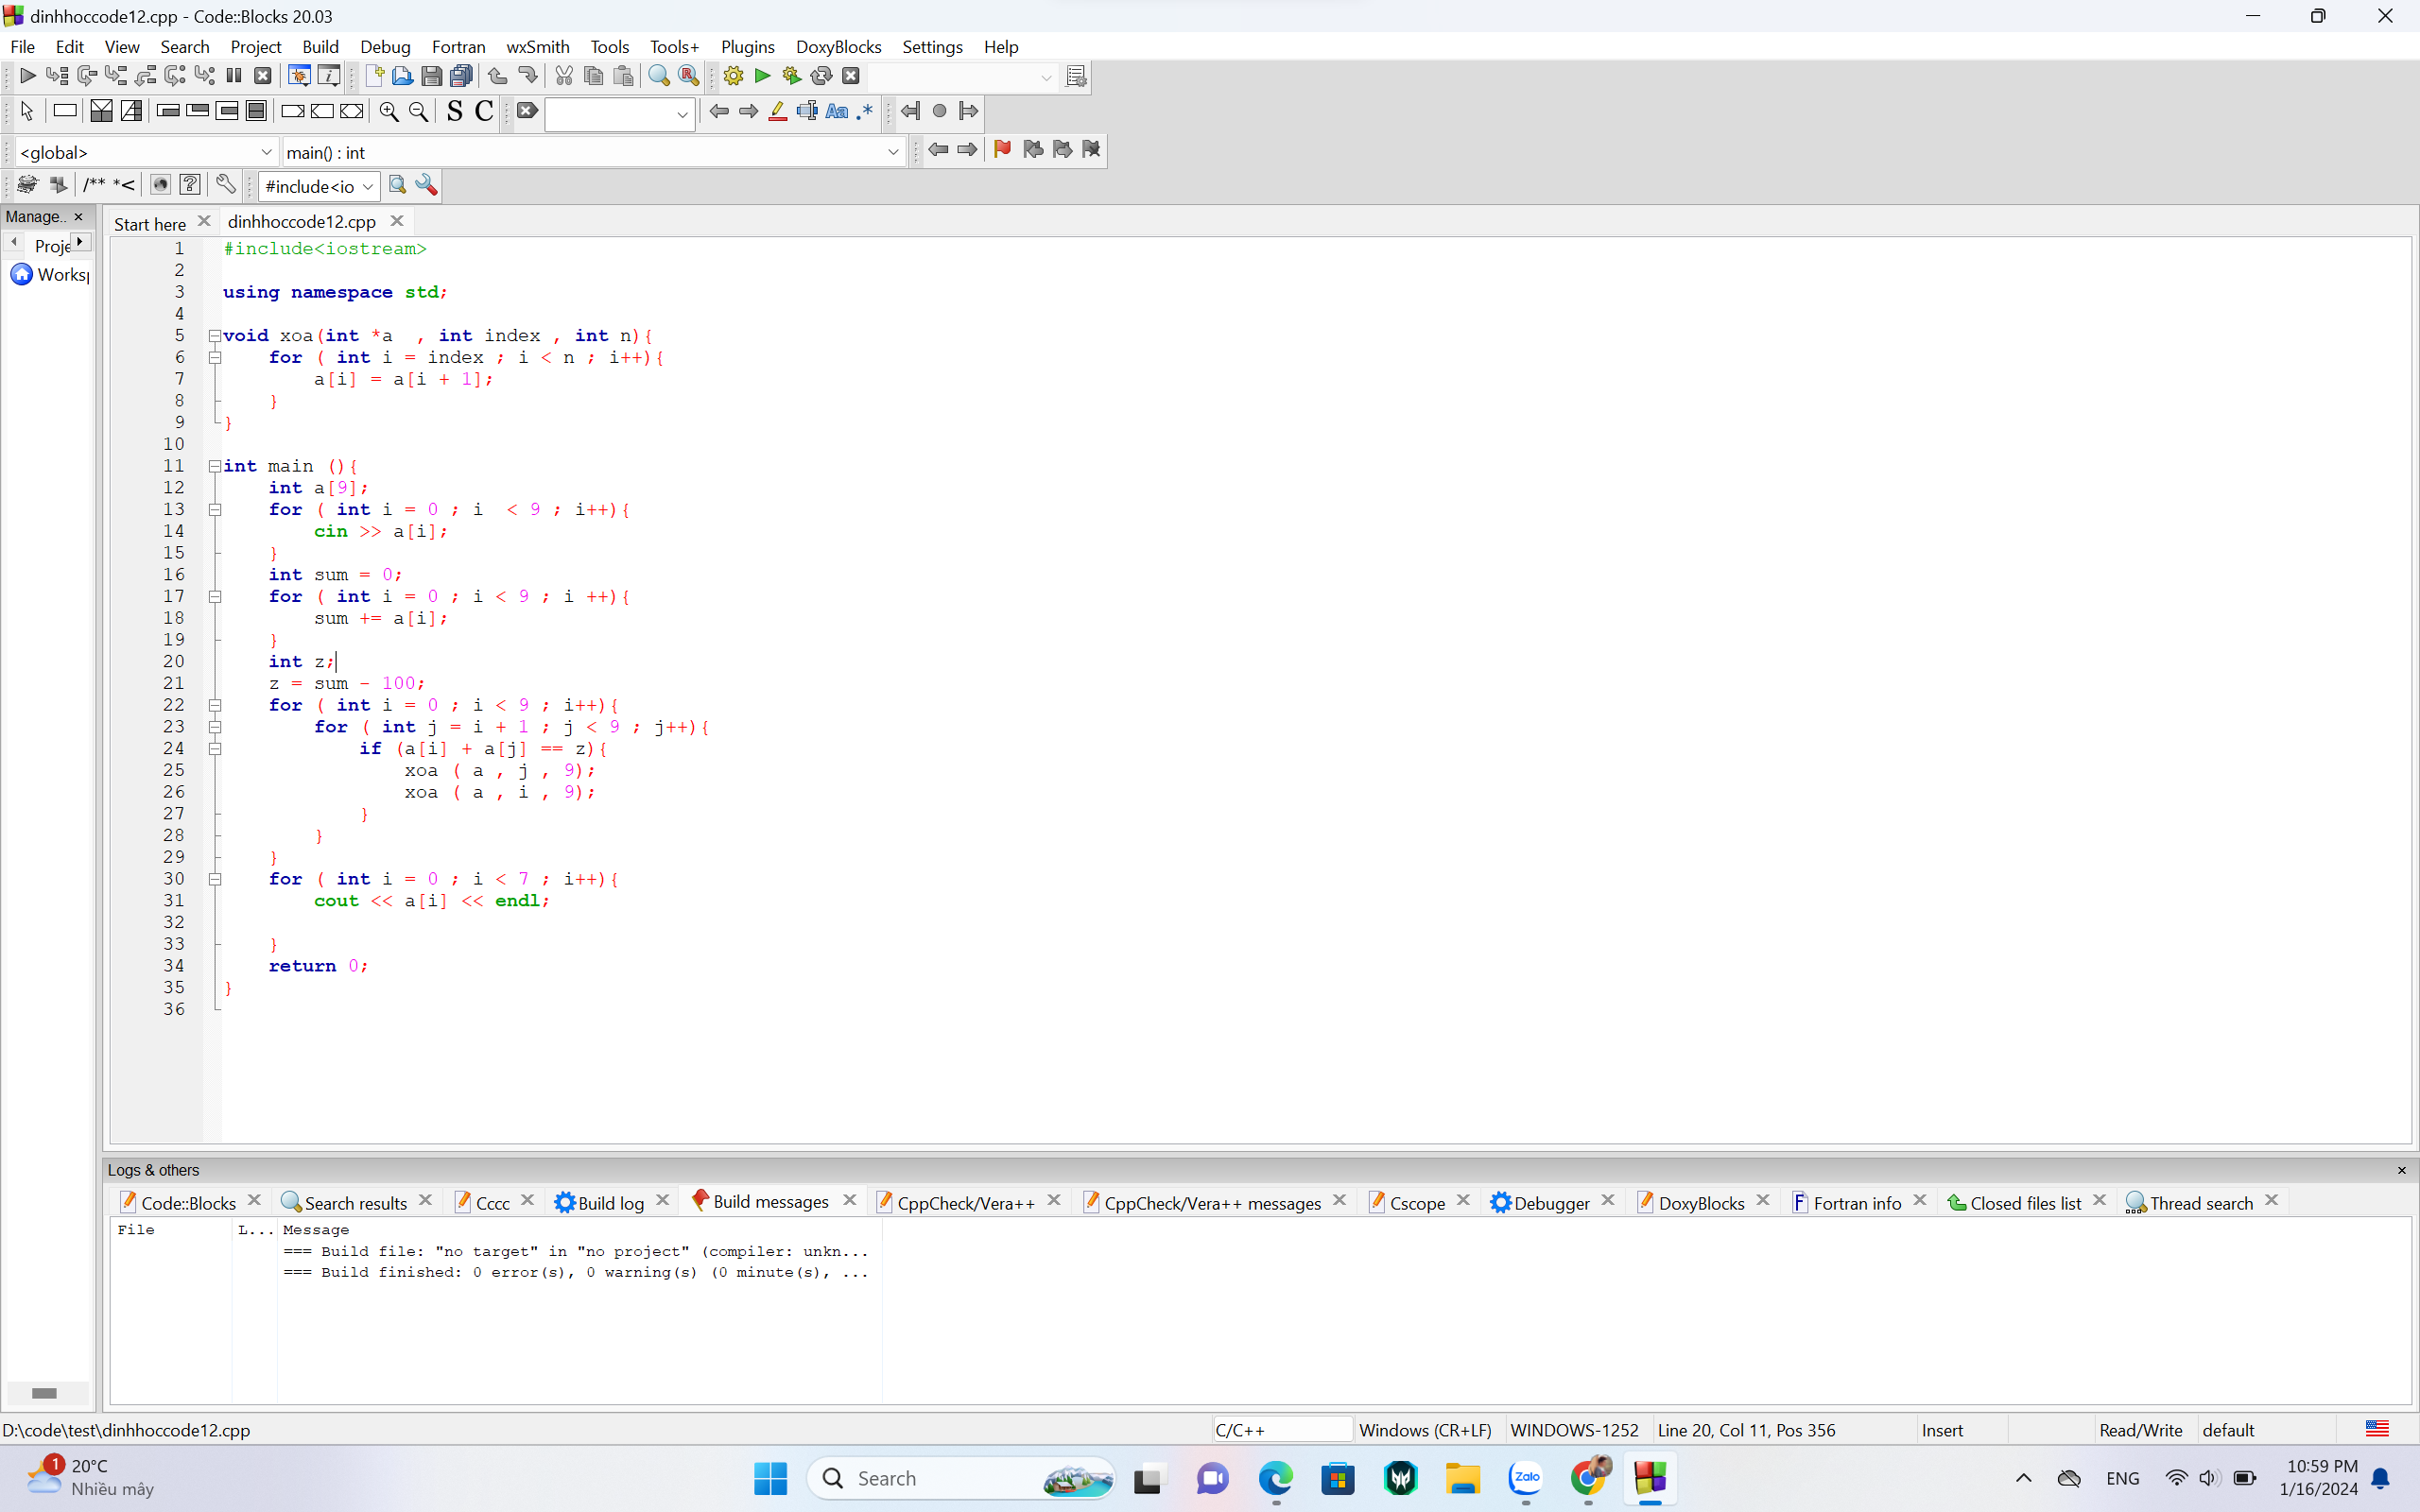 dinhhoccode12.cpp - Code::Blocks 20.03
File Edit View Search Project Build Debug Fortran wxSmith Tools Tools+ Plugins DoxyBlocks Settings Help
S C Aa .*
<global> main() : int
/** *< #include<io
Manage.. Start here dinhhoccode12.cpp
Proje
Works
1 #include<iostream>
2
3 using namespace std;
4
5 void xoa(int *a  , int index , int n){
6     for ( int i = index ; i < n ; i++){
7         a[i] = a[i + 1];
8     }
9 }
10
11 int main (){
12     int a[9];
13     for ( int i = 0 ; i  < 9 ; i++){
14         cin >> a[i];
15     }
16     int sum = 0;
17     for ( int i = 0 ; i < 9 ; i ++){
18         sum += a[i];
19     }
20     int z;
21     z = sum - 100;
22     for ( int i = 0 ; i < 9 ; i++){
23         for ( int j = i + 1 ; j < 9 ; j++){
24             if (a[i] + a[j] == z){
25                 xoa ( a , j , 9);
26                 xoa ( a , i , 9);
27             }
28         }
29     }
30     for ( int i = 0 ; i < 7 ; i++){
31         cout << a[i] << endl;
32
33     }
34     return 0;
35 }
36
Logs & others
Code::Blocks Search results Cccc Build log Build messages CppCheck/Vera++ CppCheck/Vera++ messages Cscope Debugger DoxyBlocks Fortran info Closed files list Thread search
File L... Message
=== Build file: "no target" in "no project" (compiler: unkn...
=== Build finished: 0 error(s), 0 warning(s) (0 minute(s), ...
D:\code\test\dinhhoccode12.cpp C/C++ Windows (CR+LF) WINDOWS-1252 Line 20, Col 11, Pos 356 Insert Read/Write default
1 20°C
Nhiều mây
Search
Zalo
ENG
10:59 PM
1/16/2024